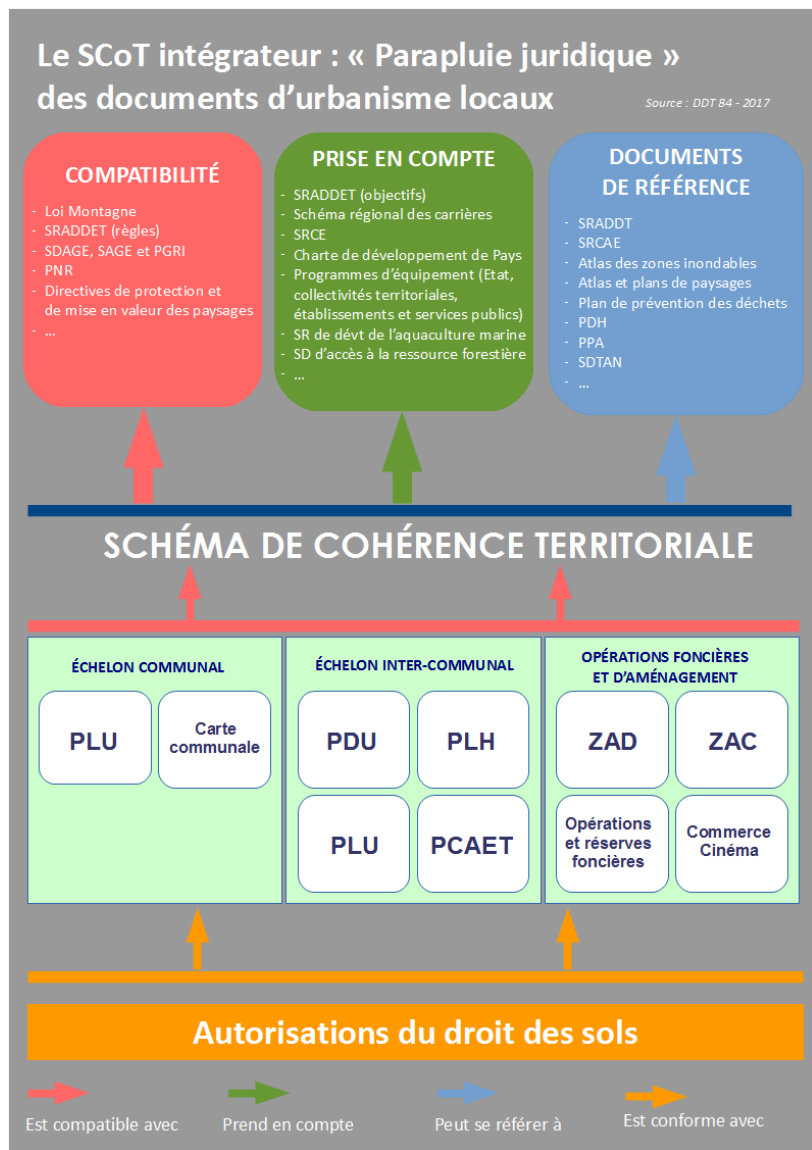 Le SCoT intégrateur : « Parapluie juridique »
des documents d'urbanisme locaux
Source : DDT 84 - 2017
COMPATIBILITÉ
- Loi Montagne
- SRADDET (règles)
- SDAGE, SAGE et PGRI
- PNR
- Directives de protection et
de mise en valeur des paysages
- ...
PRISE EN COMPTE
- SRADDET (objectifs)
- Schéma régional des carrières
- SRCE
- Charte de développement de Pays
- Programmes d'équipement (Etat,
collectivités territoriales,
établissements et services publics)
- SR de dévt de l'aquaculture marine
- SD d'accès à la ressource forestière
- ...
DOCUMENTS
DE RÉFÉRENCE
- SRADDT
- SRCAE
- Atlas des zones inondables
- Atlas et plans de paysages
- Plan de prévention des déchets
- PDH
- PPA
- SDTAN
- ...
SCHÉMA DE COHÉRENCE TERRITORIALE
ÉCHELON COMMUNAL
PLU
Carte
communale
ÉCHELON INTER-COMMUNAL
PDU
PLH
PLU
PCAET
OPÉRATIONS FONCIÈRES
ET D'AMÉNAGEMENT
ZAD
ZAC
Opérations
et réserves
foncières
Commerce
Cinéma
Autorisations du droit des sols
Est compatible avec
Prend en compte
Peut se référer à
Est conforme avec